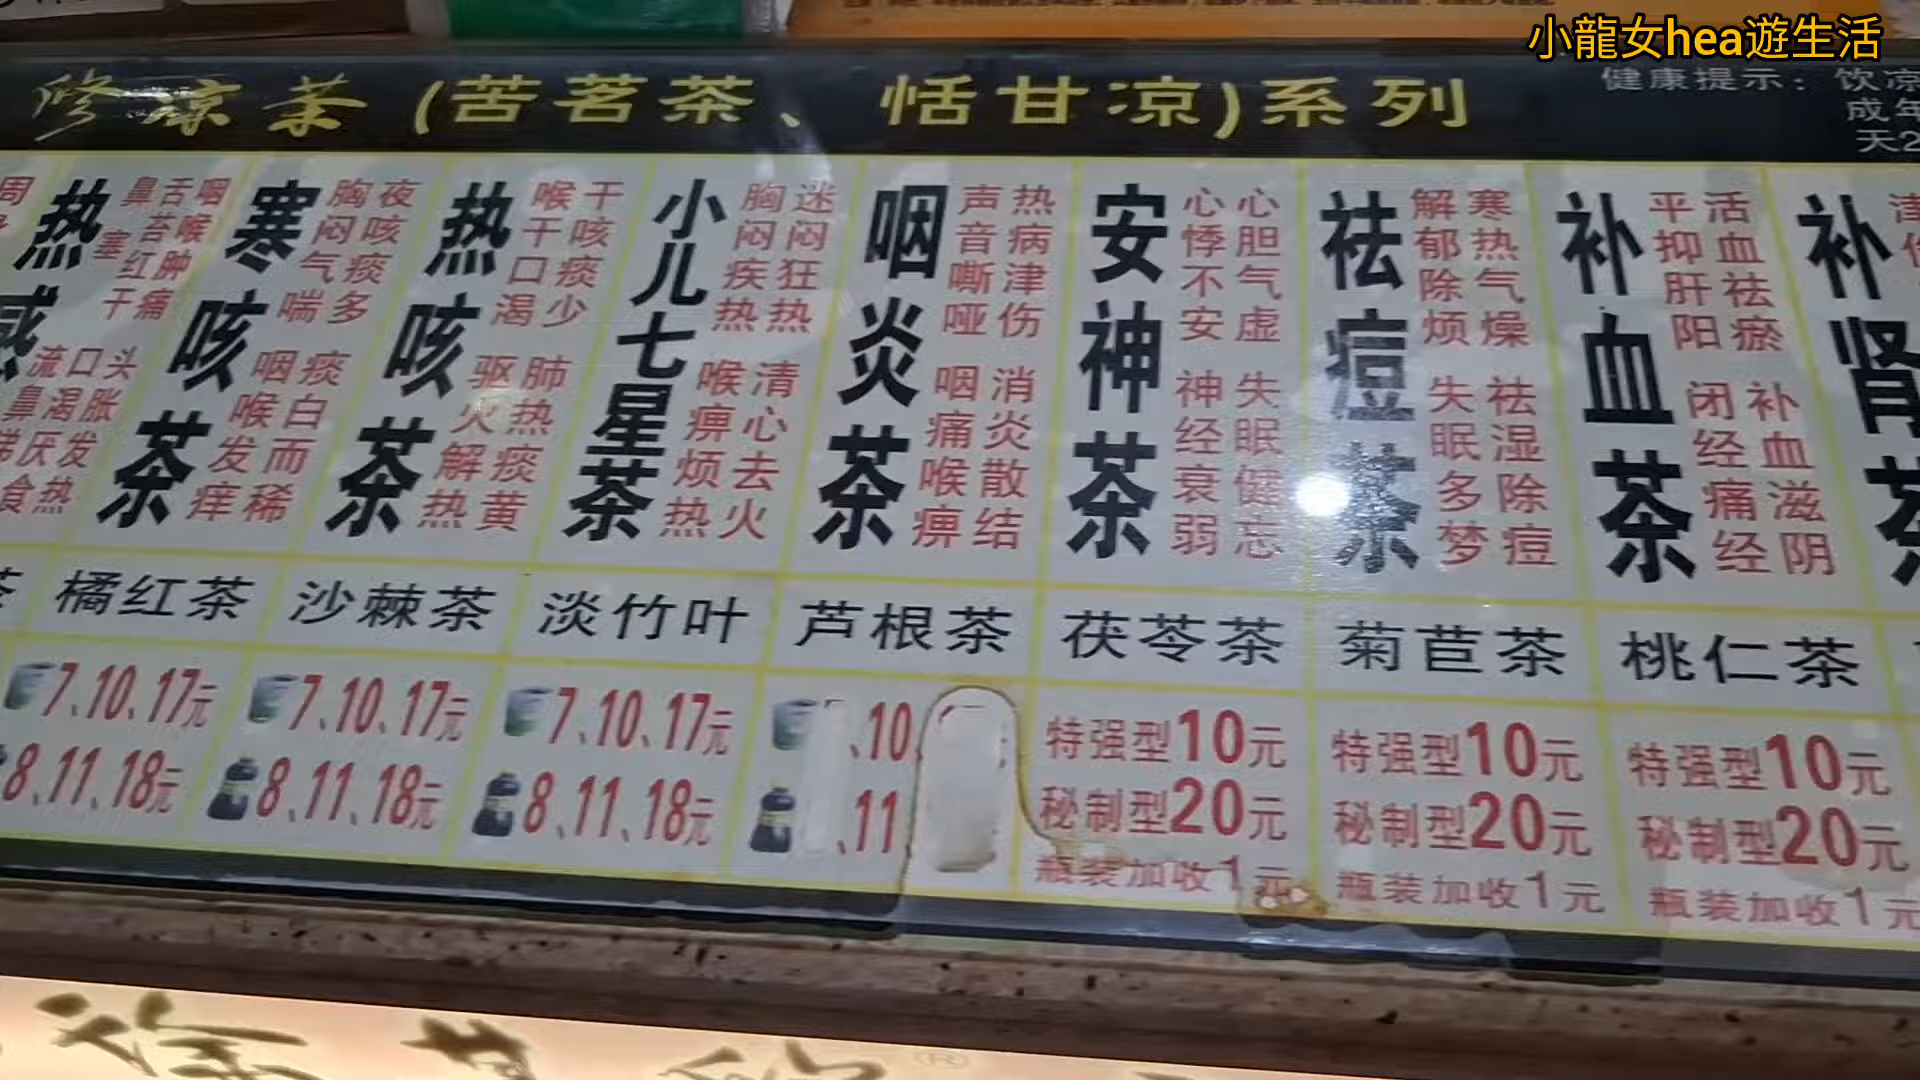 小龍女hea遊生活
修凉茶 (苦茗茶、恬甘凉)系列
健康提示：饮凉
成年
天2
热感
咽喉肿痛
舌苔红干
鼻塞
头胀发热
口渴厌食
流鼻涕
寒咳茶
夜咳痰多
胸闷气喘
痰白而稀
咽喉发痒
热咳茶
干咳痰少
喉干口渴
肺热痰黄
驱火解热
小儿七星茶
迷闷狂热
胸闷疾热
清心去火
喉痹烦热
咽炎茶
热病津伤
声音嘶哑
消炎散结
咽痛喉痹
安神茶
心胆气虚
心悸不安
失眠健忘
神经衰弱
祛痘茶
寒热气燥
解郁除烦
祛湿除痘
失眠多梦
补血茶
活血祛瘀
平抑肝阳
补血滋阴
闭经痛经
补肾茶
茶
橘红茶
沙棘茶
淡竹叶
芦根茶
茯苓茶
菊苣茶
桃仁茶
7、10、17元
8、11、18元
7、10、17元
8、11、18元
7、10、17元
8、11、18元
、10
、11
特强型10元
秘制型20元
瓶装加收1元
特强型10元
秘制型20元
瓶装加收1元
特强型10元
秘制型20元
瓶装加收1元